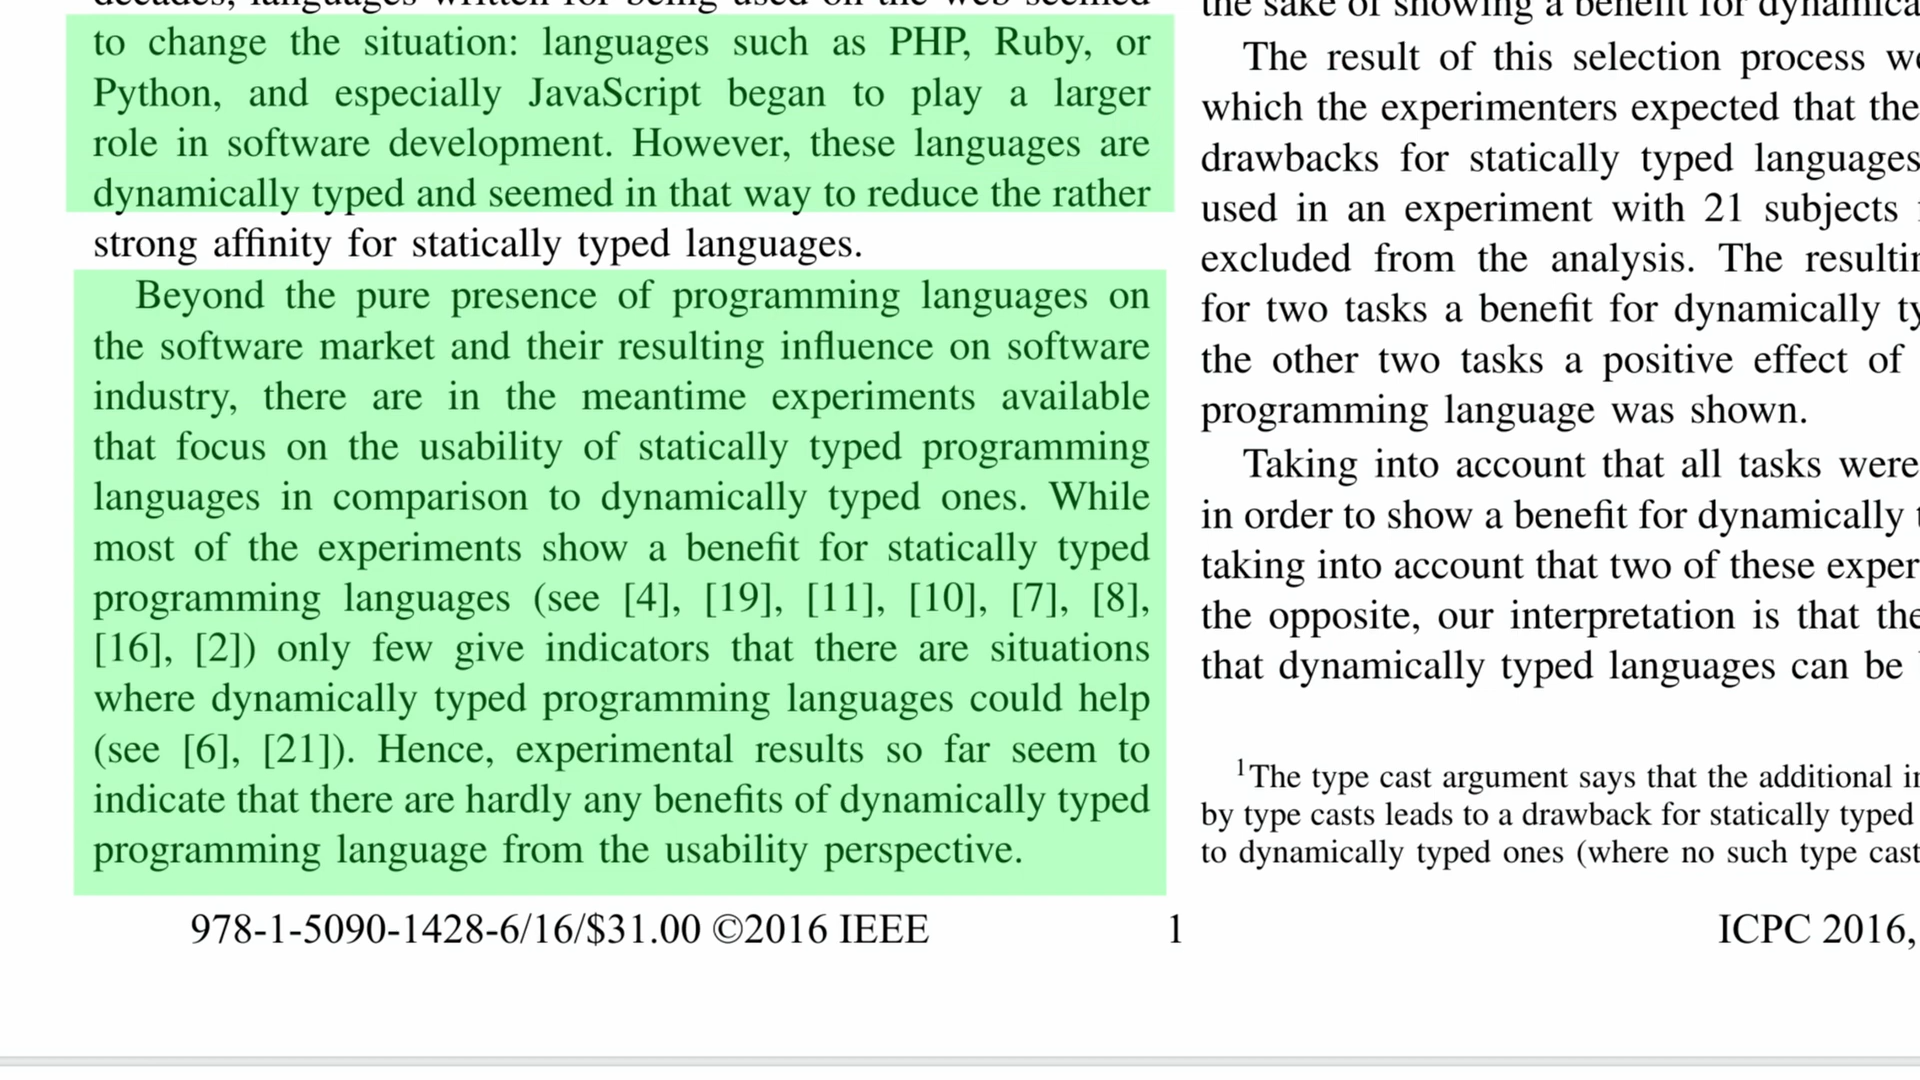 to change the situation: languages such as PHP, Ruby, or
Python, and especially JavaScript began to play a larger
role in software development. However, these languages are
dynamically typed and seemed in that way to reduce the rather
strong affinity for statically typed languages.
Beyond the pure presence of programming languages on
the software market and their resulting influence on software
industry, there are in the meantime experiments available
that focus on the usability of statically typed programming
languages in comparison to dynamically typed ones. While
most of the experiments show a benefit for statically typed
programming languages (see [4], [19], [11], [10], [7], [8],
[16], [2]) only few give indicators that there are situations
where dynamically typed programming languages could help
(see [6], [21]). Hence, experimental results so far seem to
indicate that there are hardly any benefits of dynamically typed
programming language from the usability perspective.
the sake of showing a benefit for
The result of this selection process
which the experimenters expected that the
drawbacks for statically typed languages
used in an experiment with 21 subjects
excluded from the analysis. The
for two tasks a benefit for dynamically
the other two tasks a positive effect of
programming language was shown.
Taking into account that all tasks were
in order to show a benefit for dynamically
taking into account that two of these
the opposite, our interpretation is that
that dynamically typed languages can be
1The type cast argument says that the additional
by type casts leads to a drawback for statically typed
to dynamically typed ones (where no such type cast
978-1-5090-1428-6/16/$31.00 ©2016 IEEE 1 ICPC 2016,